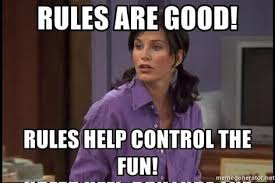 RULES ARE GOOD!
RULES HELP CONTROL THE
FUN!
memegenerator.net